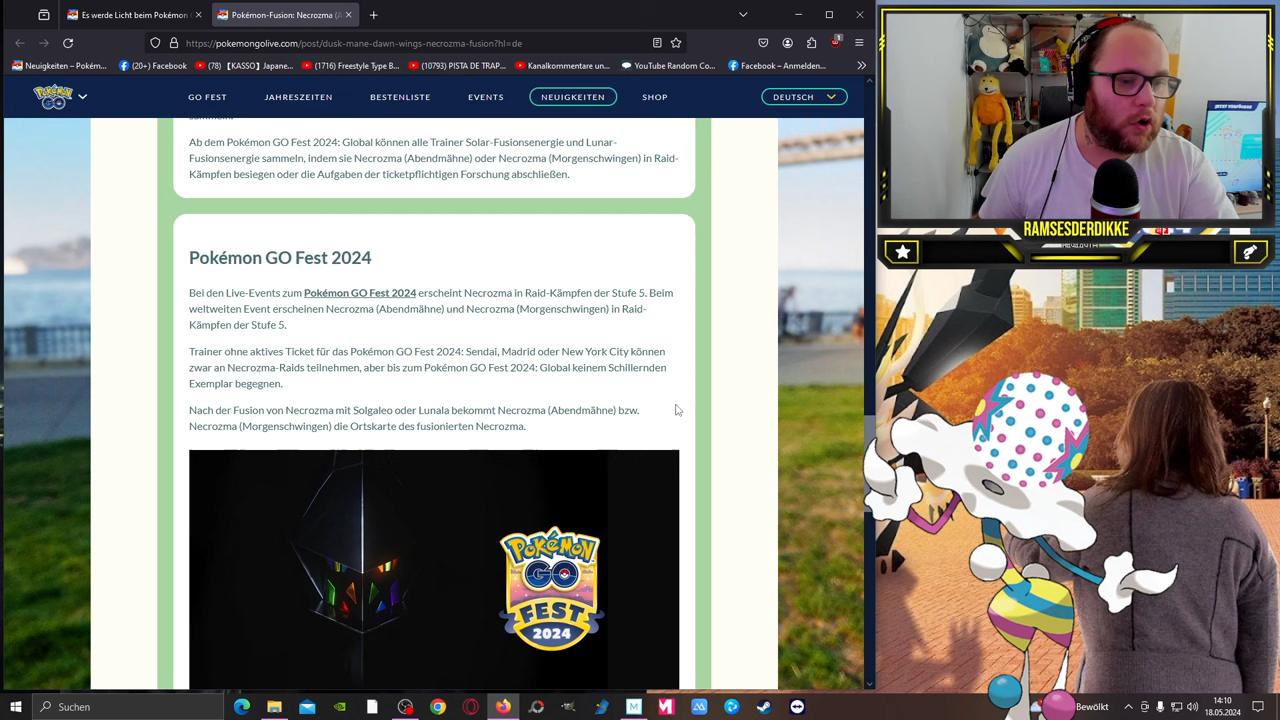 Es werde Licht beim Pokémon
Pokémon-Fusion: Necrozma (A
https://pokemongolive.com/post/dusk-mane-dawn-wings-necrozma-fusion?hl=de
Neuigkeiten – Pokém...
(20+) Facebook
(78) 【KASSO】Japane...
(1716) Freestyle Type B...
(10793) PISTA DE TRAP...
Kanalkommentare un...
YouTube Random Co...
Facebook – Anmelden...
GO FEST
JAHRESZEITEN
BESTENLISTE
EVENTS
NEUIGKEITEN
SHOP
DEUTSCH
sammeln.
Ab dem Pokémon GO Fest 2024: Global können alle Trainer Solar-Fusionsenergie und Lunar-
Fusionsenergie sammeln, indem sie Necrozma (Abendmähne) oder Necrozma (Morgenschwingen) in Raid-
Kämpfen besiegen oder die Aufgaben der ticketpflichtigen Forschung abschließen.
Pokémon GO Fest 2024
Bei den Live-Events zum Pokémon GO Fest 2024 erscheint Necrozma in Raid-Kämpfen der Stufe 5. Beim
weltweiten Event erscheinen Necrozma (Abendmähne) und Necrozma (Morgenschwingen) in Raid-
Kämpfen der Stufe 5.
Trainer ohne aktives Ticket für das Pokémon GO Fest 2024: Sendai, Madrid oder New York City können
zwar an Necrozma-Raids teilnehmen, aber bis zum Pokémon GO Fest 2024: Global keinem Schillernden
Exemplar begegnen.
Nach der Fusion von Necrozma mit Solgaleo oder Lunala bekommt Necrozma (Abendmähne) bzw.
Necrozma (Morgenschwingen) die Ortskarte des fusionierten Necrozma.
POKÉMON
GO
FEST
2024
RAMSESDERDIKKE
Suchen
Bewölkt
14:10
18.05.2024